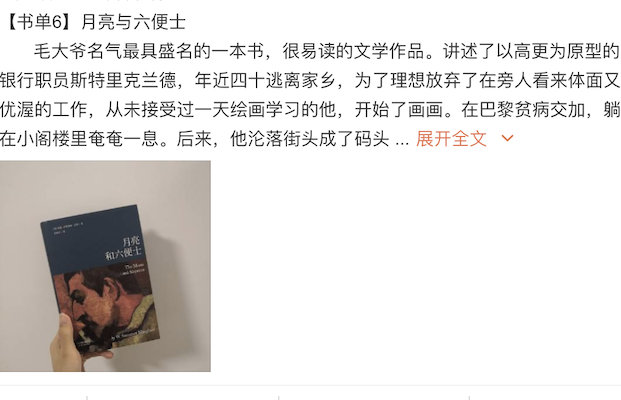 【书单6】月亮与六便士
毛大爷名气最具盛名的一本书，很易读的文学作品。讲述了以高更为原型的
银行职员斯特里克兰德，年近四十逃离家乡，为了理想放弃了在旁人看来体面又
优渥的工作，从未接受过一天绘画学习的他，开始了画画。在巴黎贫病交加，躺
在小阁楼里奄奄一息。后来，他沦落街头成了码头 ... 展开全文
月亮
和六便士
The Moon
and Sixpence